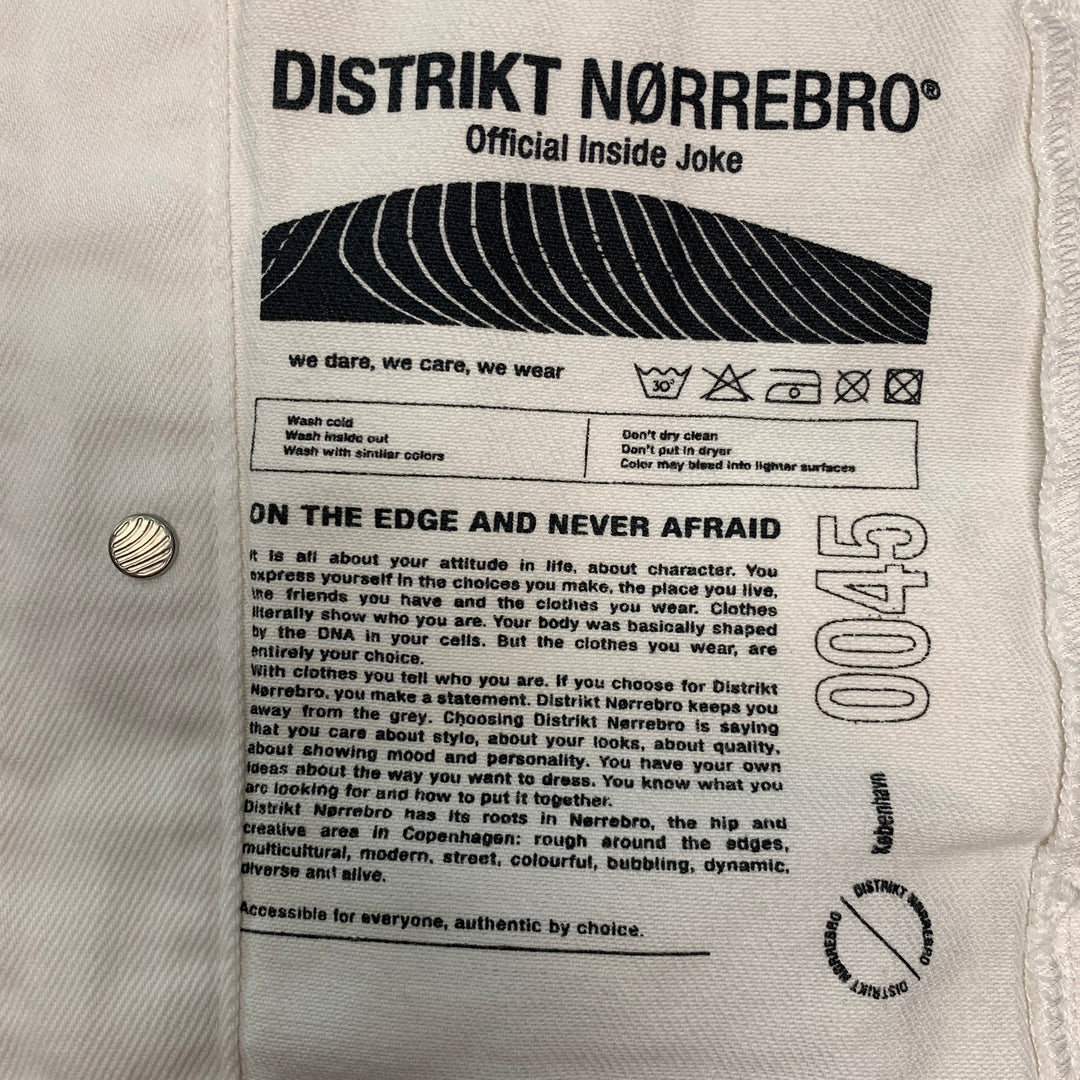 DISTRIKT NØRREBRO®
Official Inside Joke
we dare, we care, we wear
30°
Wash cold
Wash inside out
Wash with similar colors
Don't dry clean
Don't put in dryer
Color may bleed into lighter surfaces
ON THE EDGE AND NEVER AFRAID
It is all about your attitude in life, about character. You
express yourself in the choices you make, the place you live,
the friends you have and the clothes you wear. Clothes
literally show who you are. Your body was basically shaped
by the DNA in your cells. But the clothes you wear, are
entirely your choice.
With clothes you tell who you are. If you choose for Distrikt
Nørrebro, you make a statement. Distrikt Nørrebro keeps you
away from the grey. Choosing Distrikt Nørrebro is saying
that you care about style, about your looks, about quality,
about showing mood and personality. You have your own
ideas about the way you want to dress. You know what you
are looking for and how to put it together.
Distrikt Nørrebro has its roots in Nørrebro, the hip and
creative area in Copenhagen: rough around the edges,
multicultural, modern, street, colourful, bubbling, dynamic,
diverse and alive.
Accessible for everyone, authentic by choice.
0045
København
DISTRIKT NØRREBRO
DISTRIKT NØRREBRO